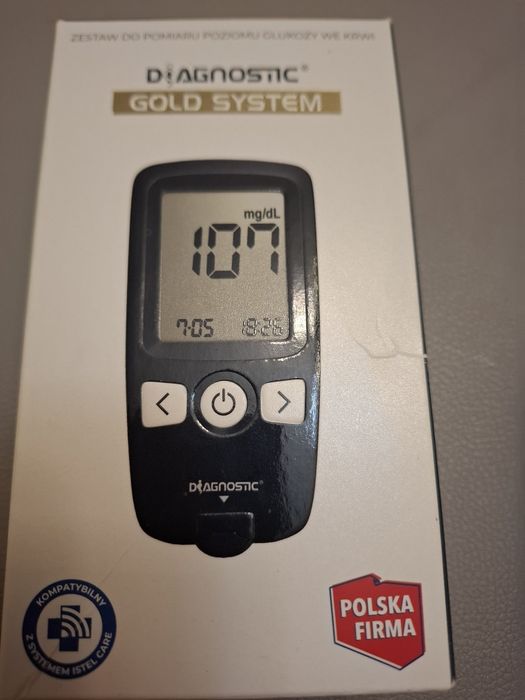 ZESTAW DO POMIARU POZIOMU GLUKOZY WE KRWI
DIAGNOSTIC®
GOLD SYSTEM
mg/dL
107
7-05 18:26
DIAGNOSTIC®
KOMPATYBILNY
Z SYSTEMEM ISTEL CARE
POLSKA
FIRMA